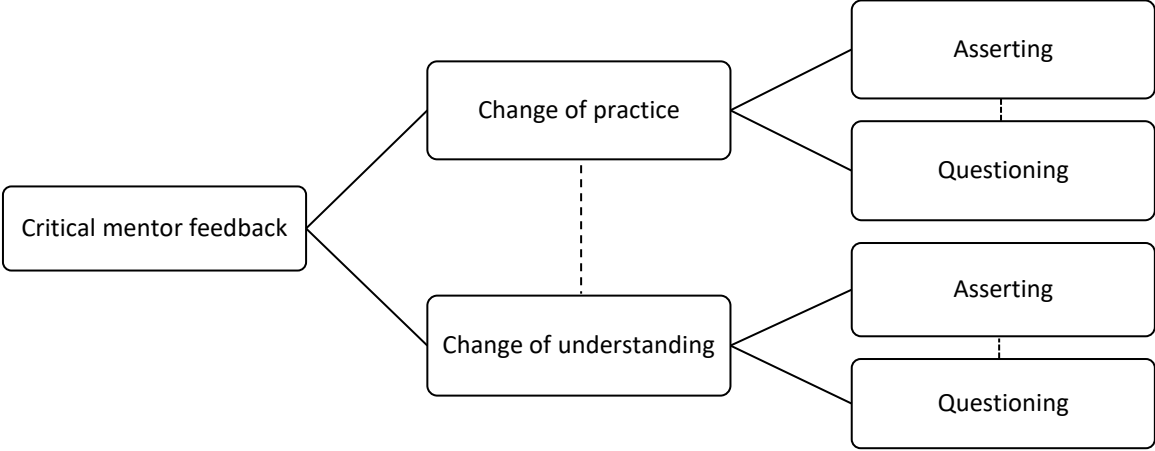 Critical mentor feedback
Change of practice
Asserting
Questioning
Change of understanding
Asserting
Questioning